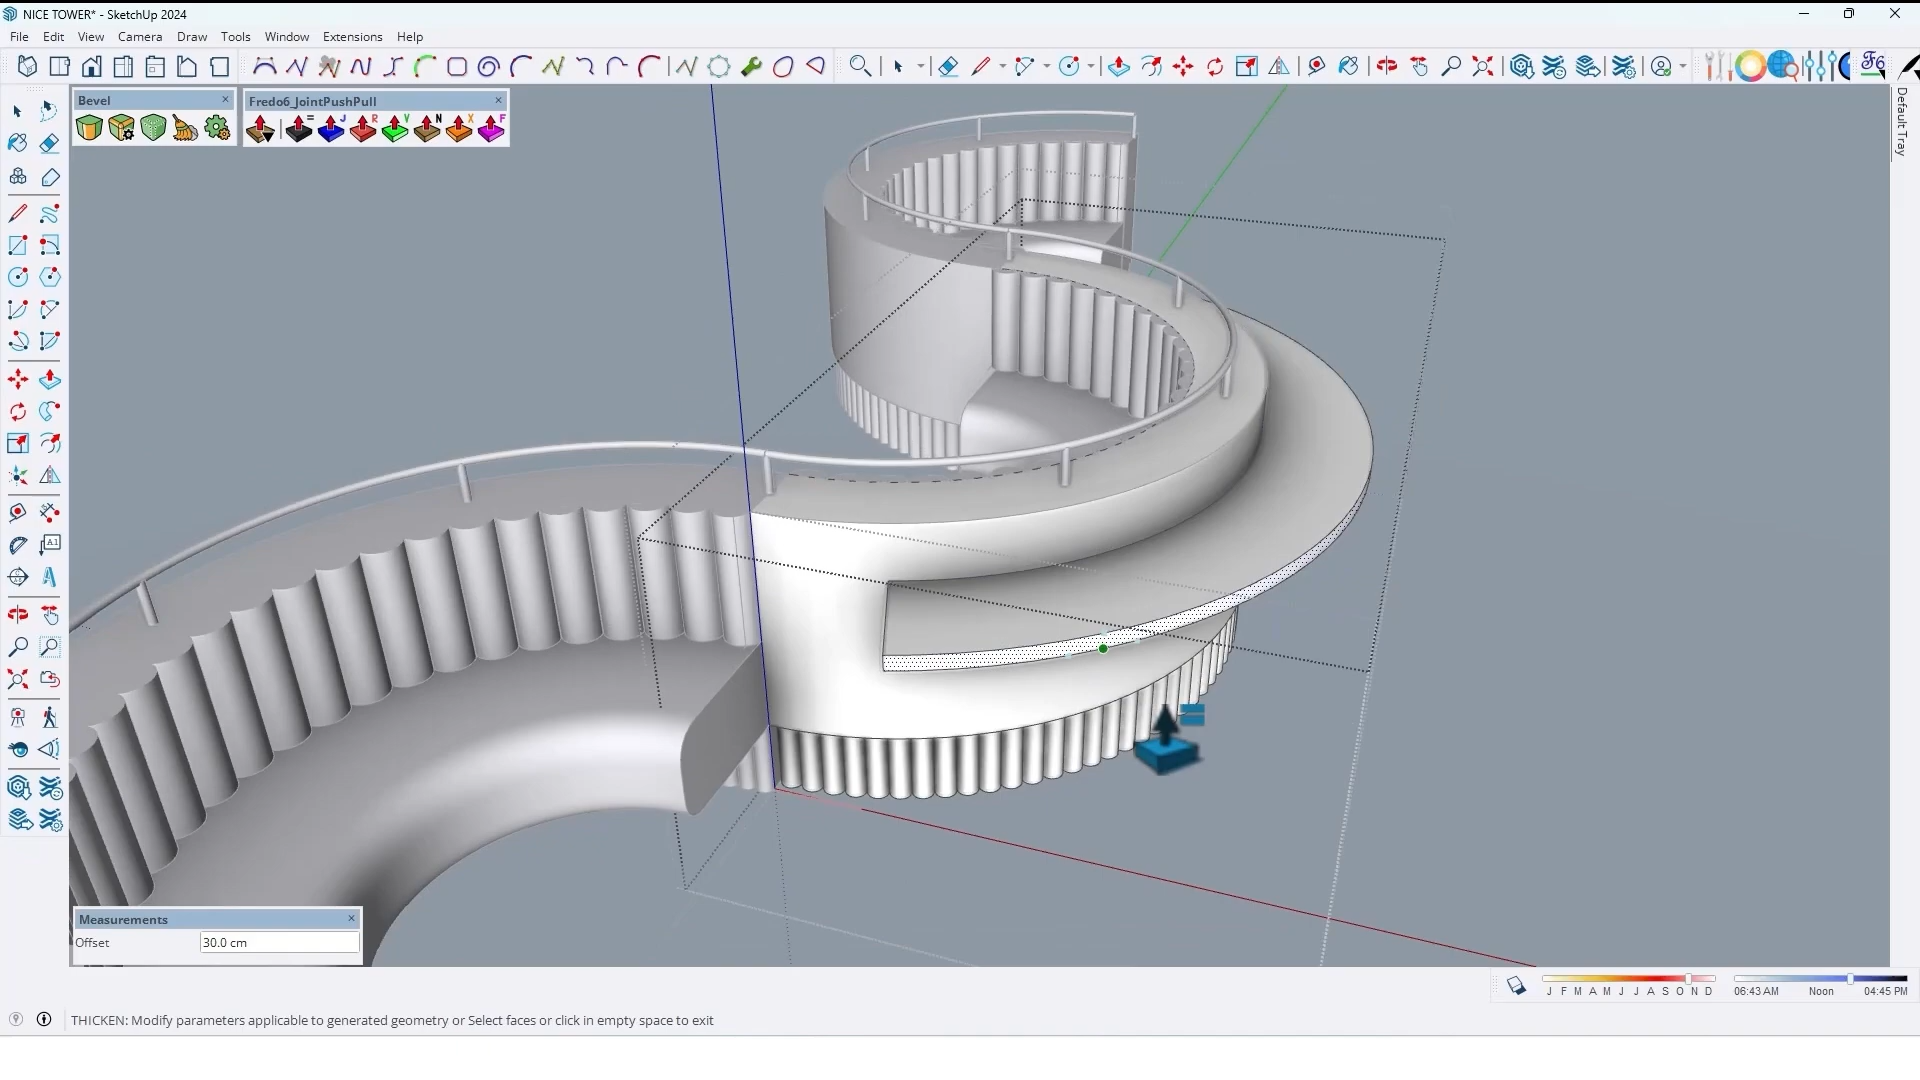 NICE TOWER* - SketchUp 2024
File Edit View Camera Draw Tools Window Extensions Help
Bevel
Fredo6_JointPushPull
= J R V N X F
Default Tray
A1
Measurements
Offset 30.0 cm
J F M A M J J A S O N D
06:43 AM Noon 04:45 PM
THICKEN: Modify parameters applicable to generated geometry or Select faces or click in empty space to exit